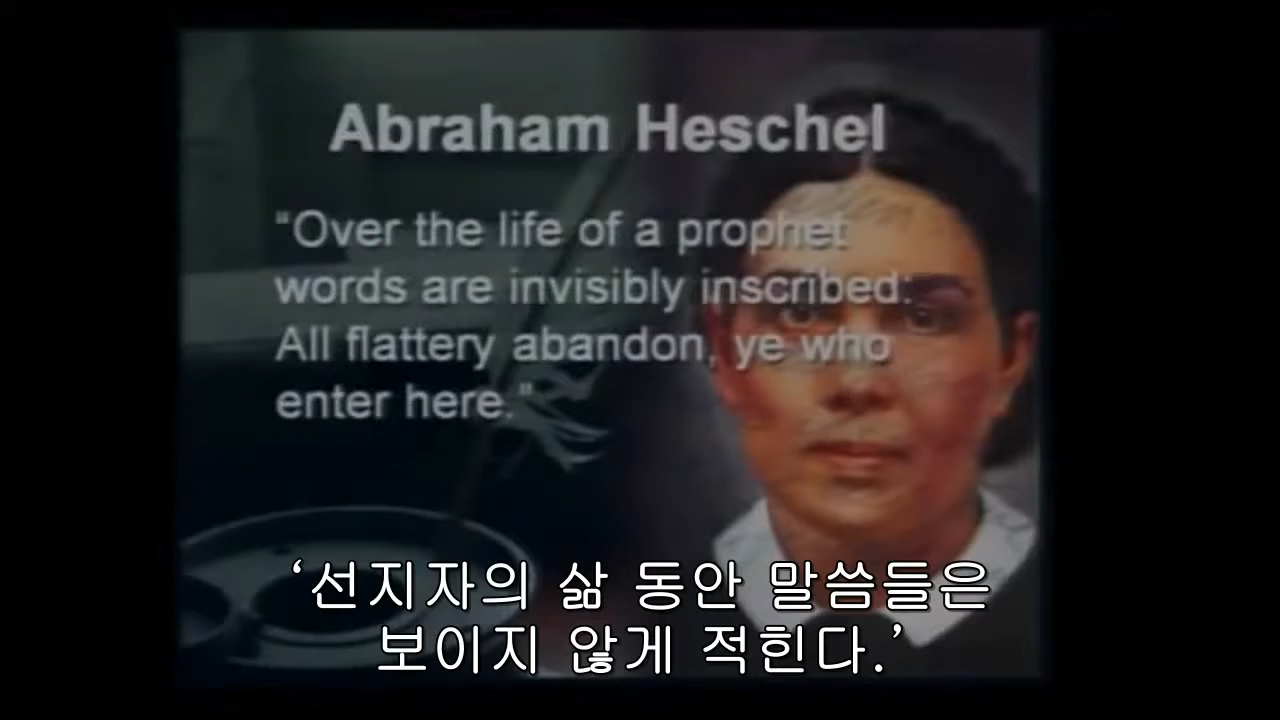 Abraham Heschel
“Over the life of a prophet
words are invisibly inscribed:
All flattery abandon, ye who
enter here.”
‘선지자의 삶 동안 말씀들은
보이지 않게 적힌다.’